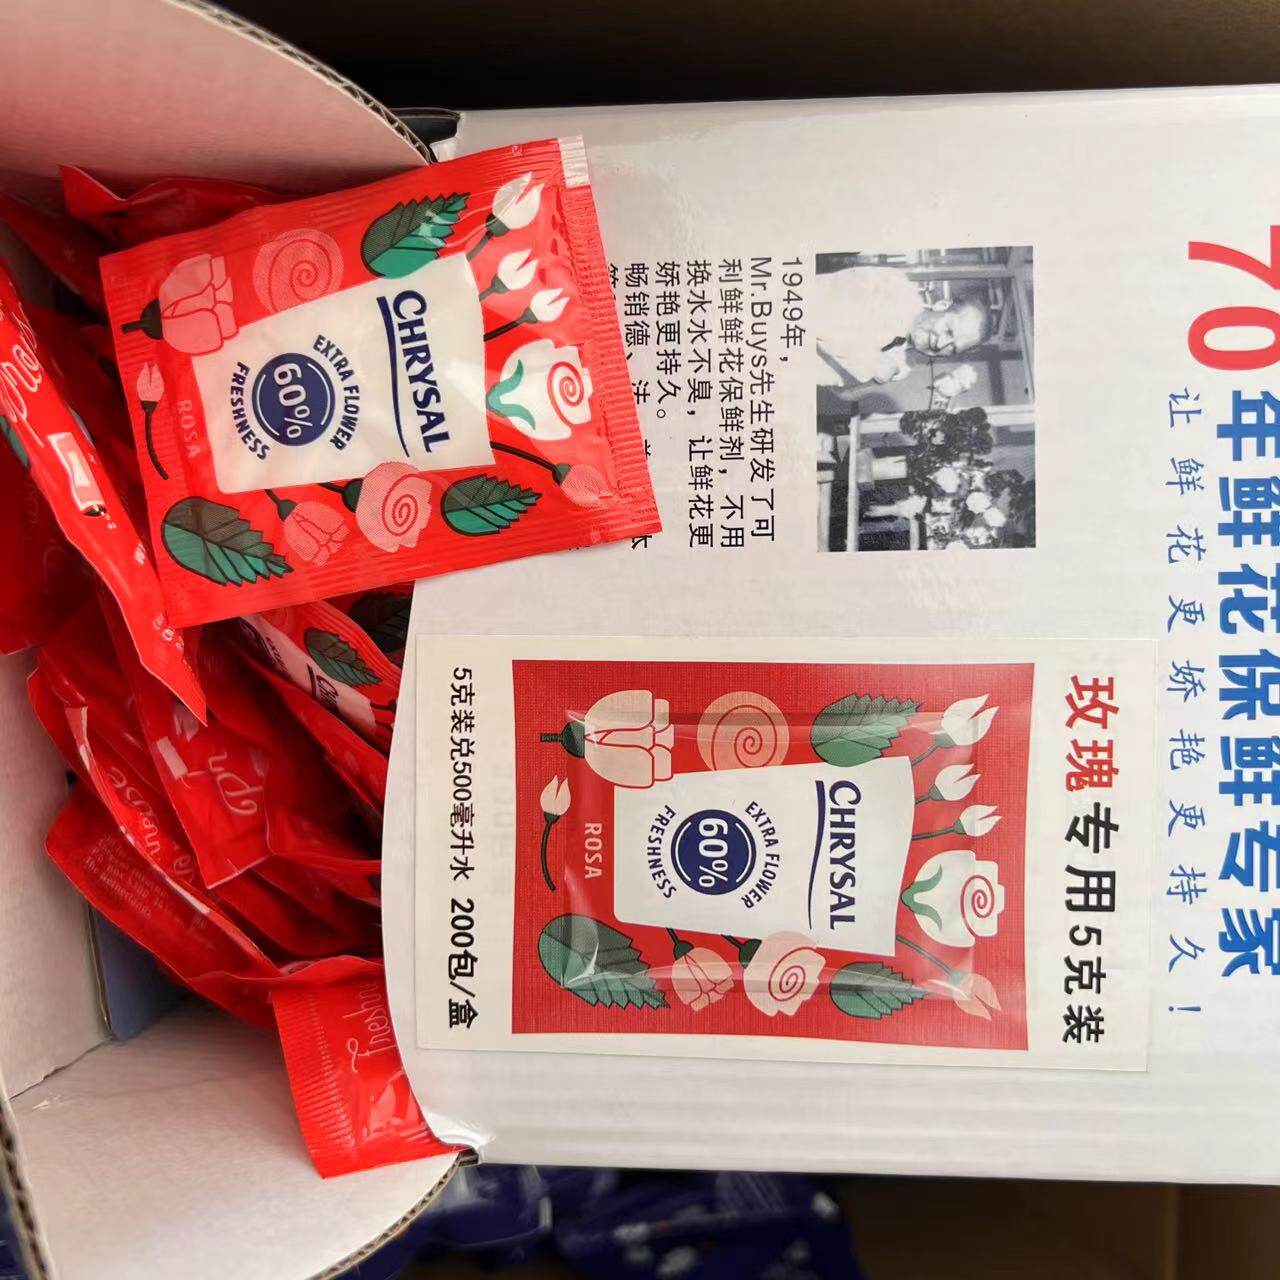 70年鲜花保鲜专家
让鲜花更娇艳更持久！
1949年，
Mr.Buys先生研发了可
利鲜鲜花保鲜剂，不用
换水水不臭，让鲜花更
娇艳更持久。
畅销德、法、
玫瑰专用5克装
CHRYSAL
EXTRA FLOWER
60%
FRESHNESS
ROSA
5克装兑500毫升水 200包/盒
CHRYSAL
EXTRA FLOWER
60%
FRESHNESS
ROSA